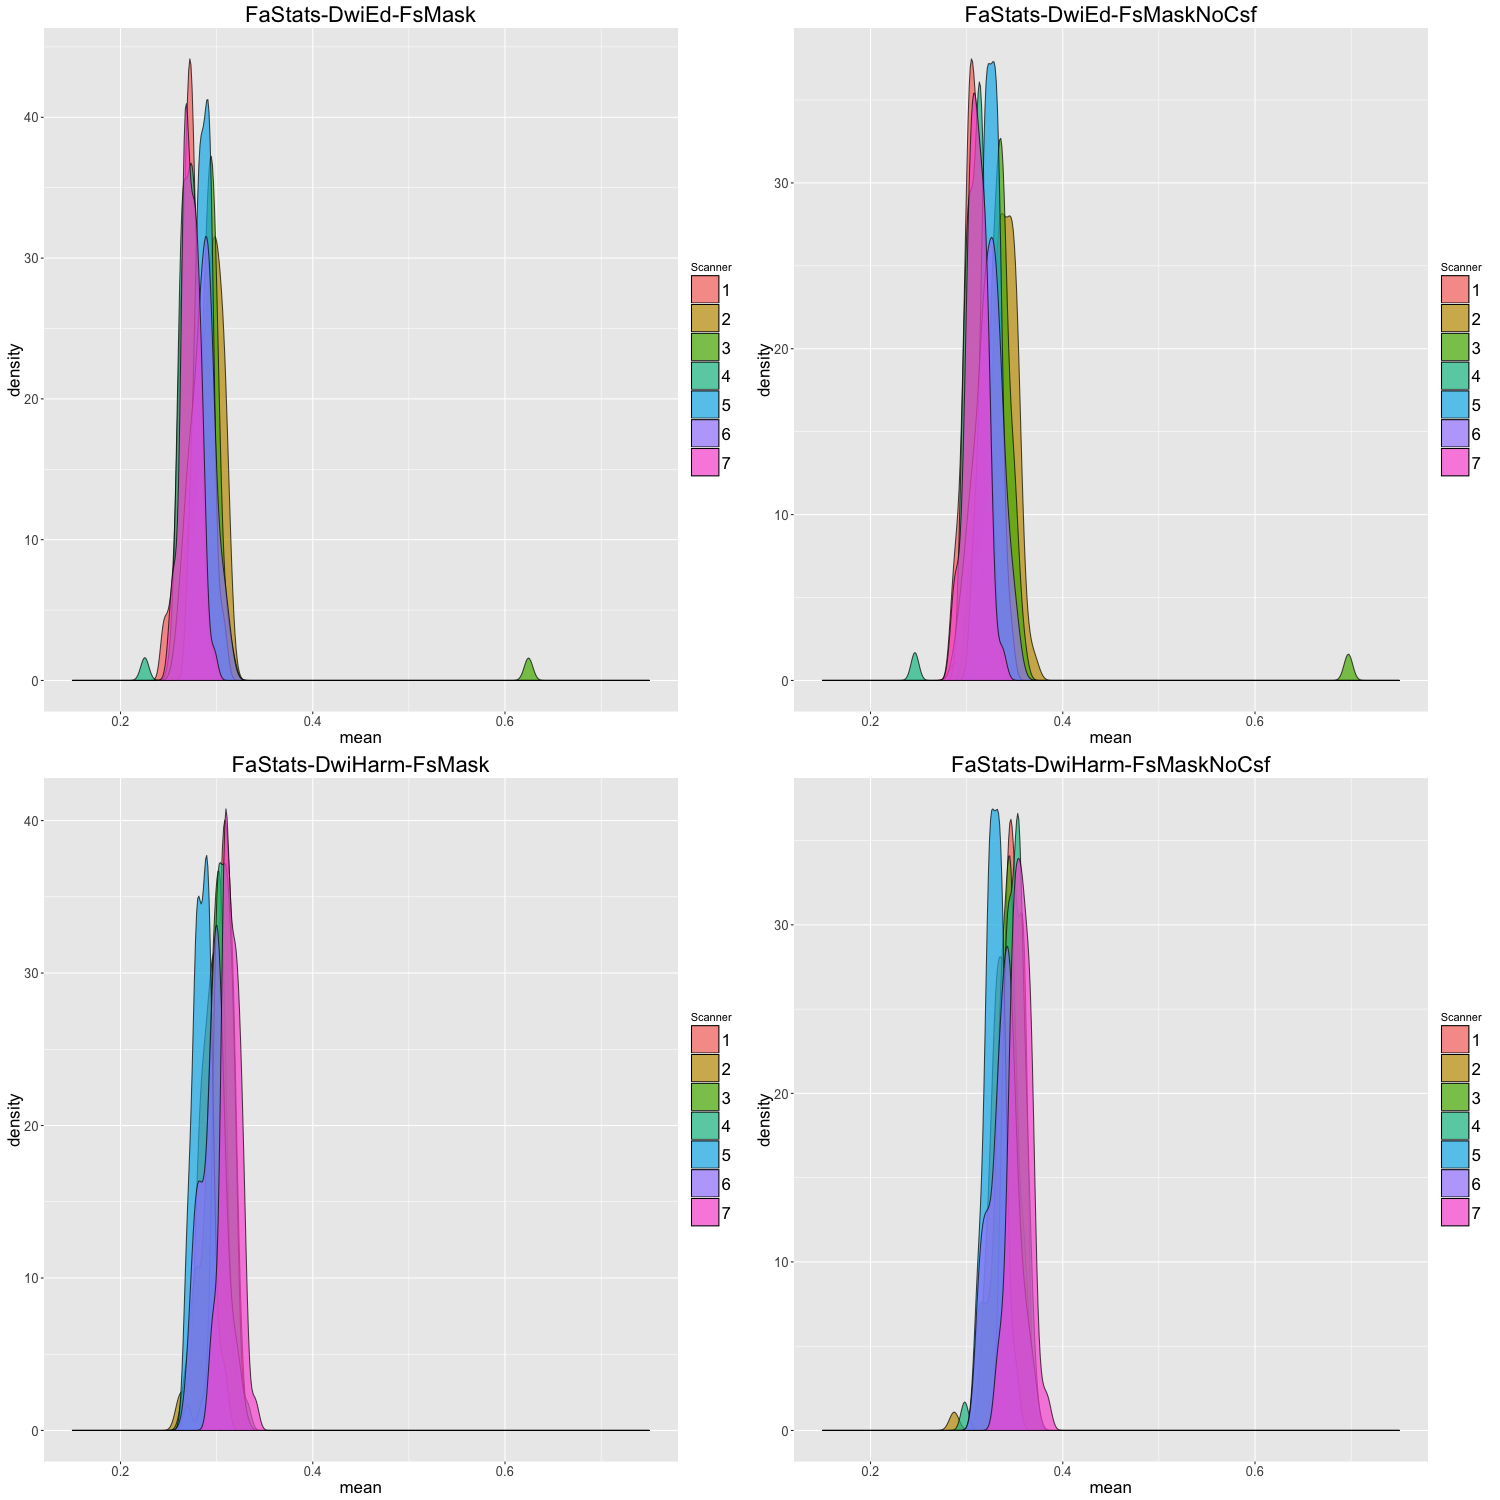 FaStats-DwiEd-FsMask
40
30
20
10
0
density
0.2 0.4 0.6
mean
Scanner
1
2
3
4
5
6
7
FaStats-DwiEd-FsMaskNoCsf
30
20
10
0
density
0.2 0.4 0.6
mean
Scanner
1
2
3
4
5
6
7
FaStats-DwiHarm-FsMask
40
30
20
10
0
density
0.2 0.4 0.6
mean
Scanner
1
2
3
4
5
6
7
FaStats-DwiHarm-FsMaskNoCsf
30
20
10
0
density
0.2 0.4 0.6
mean
Scanner
1
2
3
4
5
6
7